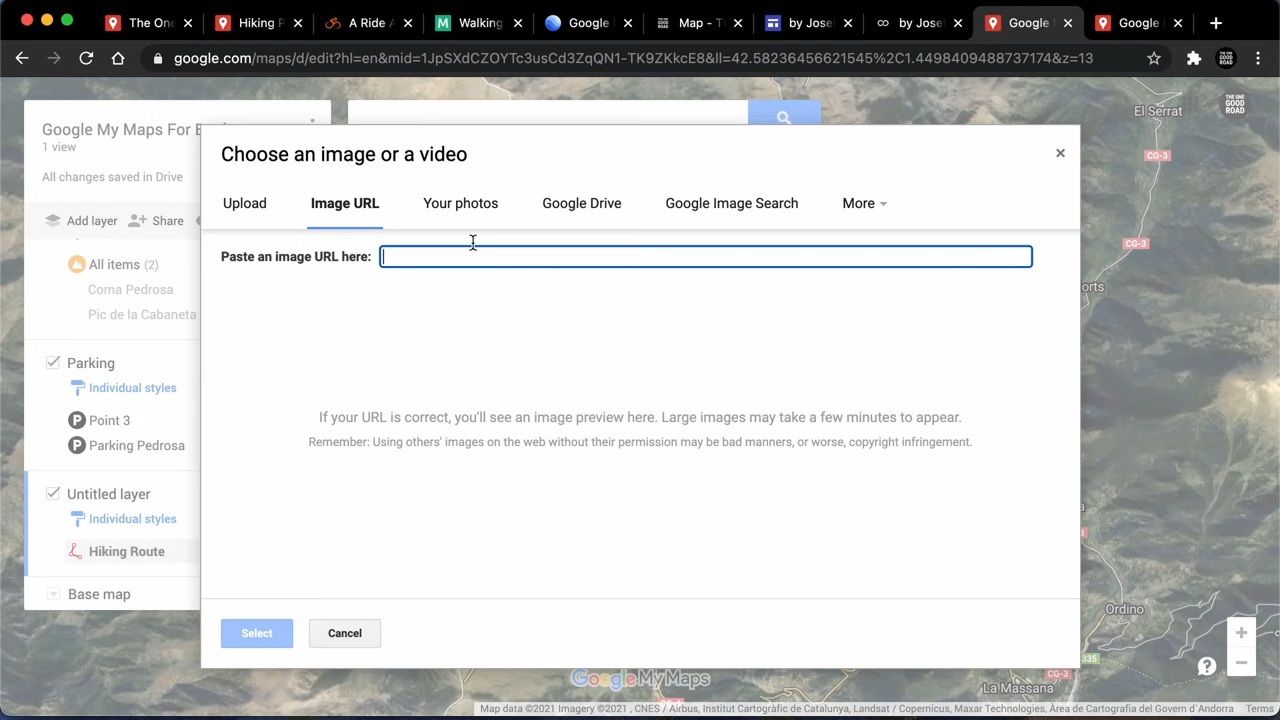 The One
Hiking P
A Ride A
Walking
Google
Map - T
by Josef
by Josef
Google
Google
google.com/maps/d/edit?hl=en&mid=1JpSXdCZOYTc3usCd3ZqQN1-TK9ZKkcE8&ll=42.58236456621545%2C1.4498409488737174&z=13
THE ONE
GOOD
ROAD
El Serrat
CG-3
Google My Maps For B
1 view
All changes saved in Drive
Add layer
Share
All items (2)
Coma Pedrosa
Pic de la Cabaneta
Parking
Individual styles
P Point 3
P Parking Pedrosa
Untitled layer
Individual styles
Hiking Route
Base map
Choose an image or a video
Upload
Image URL
Your photos
Google Drive
Google Image Search
More
Paste an image URL here:
If your URL is correct, you'll see an image preview here. Large images may take a few minutes to appear.
Remember: Using others' images on the web without their permission may be bad manners, or worse, copyright infringement.
Select
Cancel
CG-3
orts
Ordino
335
CG-3
La Massana
Google My Maps
Map data ©2021 Imagery ©2021 , CNES / Airbus, Institut Cartogràfic de Catalunya, Landsat / Copernicus, Maxar Technologies, Àrea de Cartografia del Govern d'Andorra
Terms